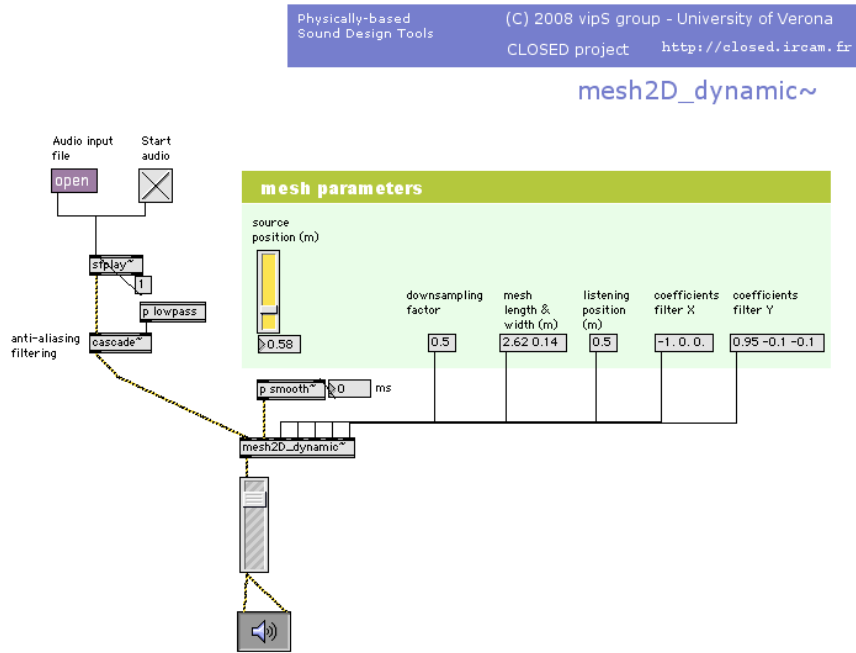 Physically-based
Sound Design Tools
(C) 2008 vipS group - University of Verona
CLOSED project http://closed.ircam.fr
mesh2D_dynamic~
Audio input
file
Start
audio
open
mesh parameters
source
position (m)
sfplay~
1
p lowpass
anti-aliasing
filtering
cascade~
0.58
downsampling
factor
0.5
mesh
length &
width (m)
2.62 0.14
listening
position
(m)
0.5
coefficients
filter X
-1. 0. 0.
coefficients
filter Y
0.95 -0.1 -0.1
p smooth~
0
ms
mesh2D_dynamic~